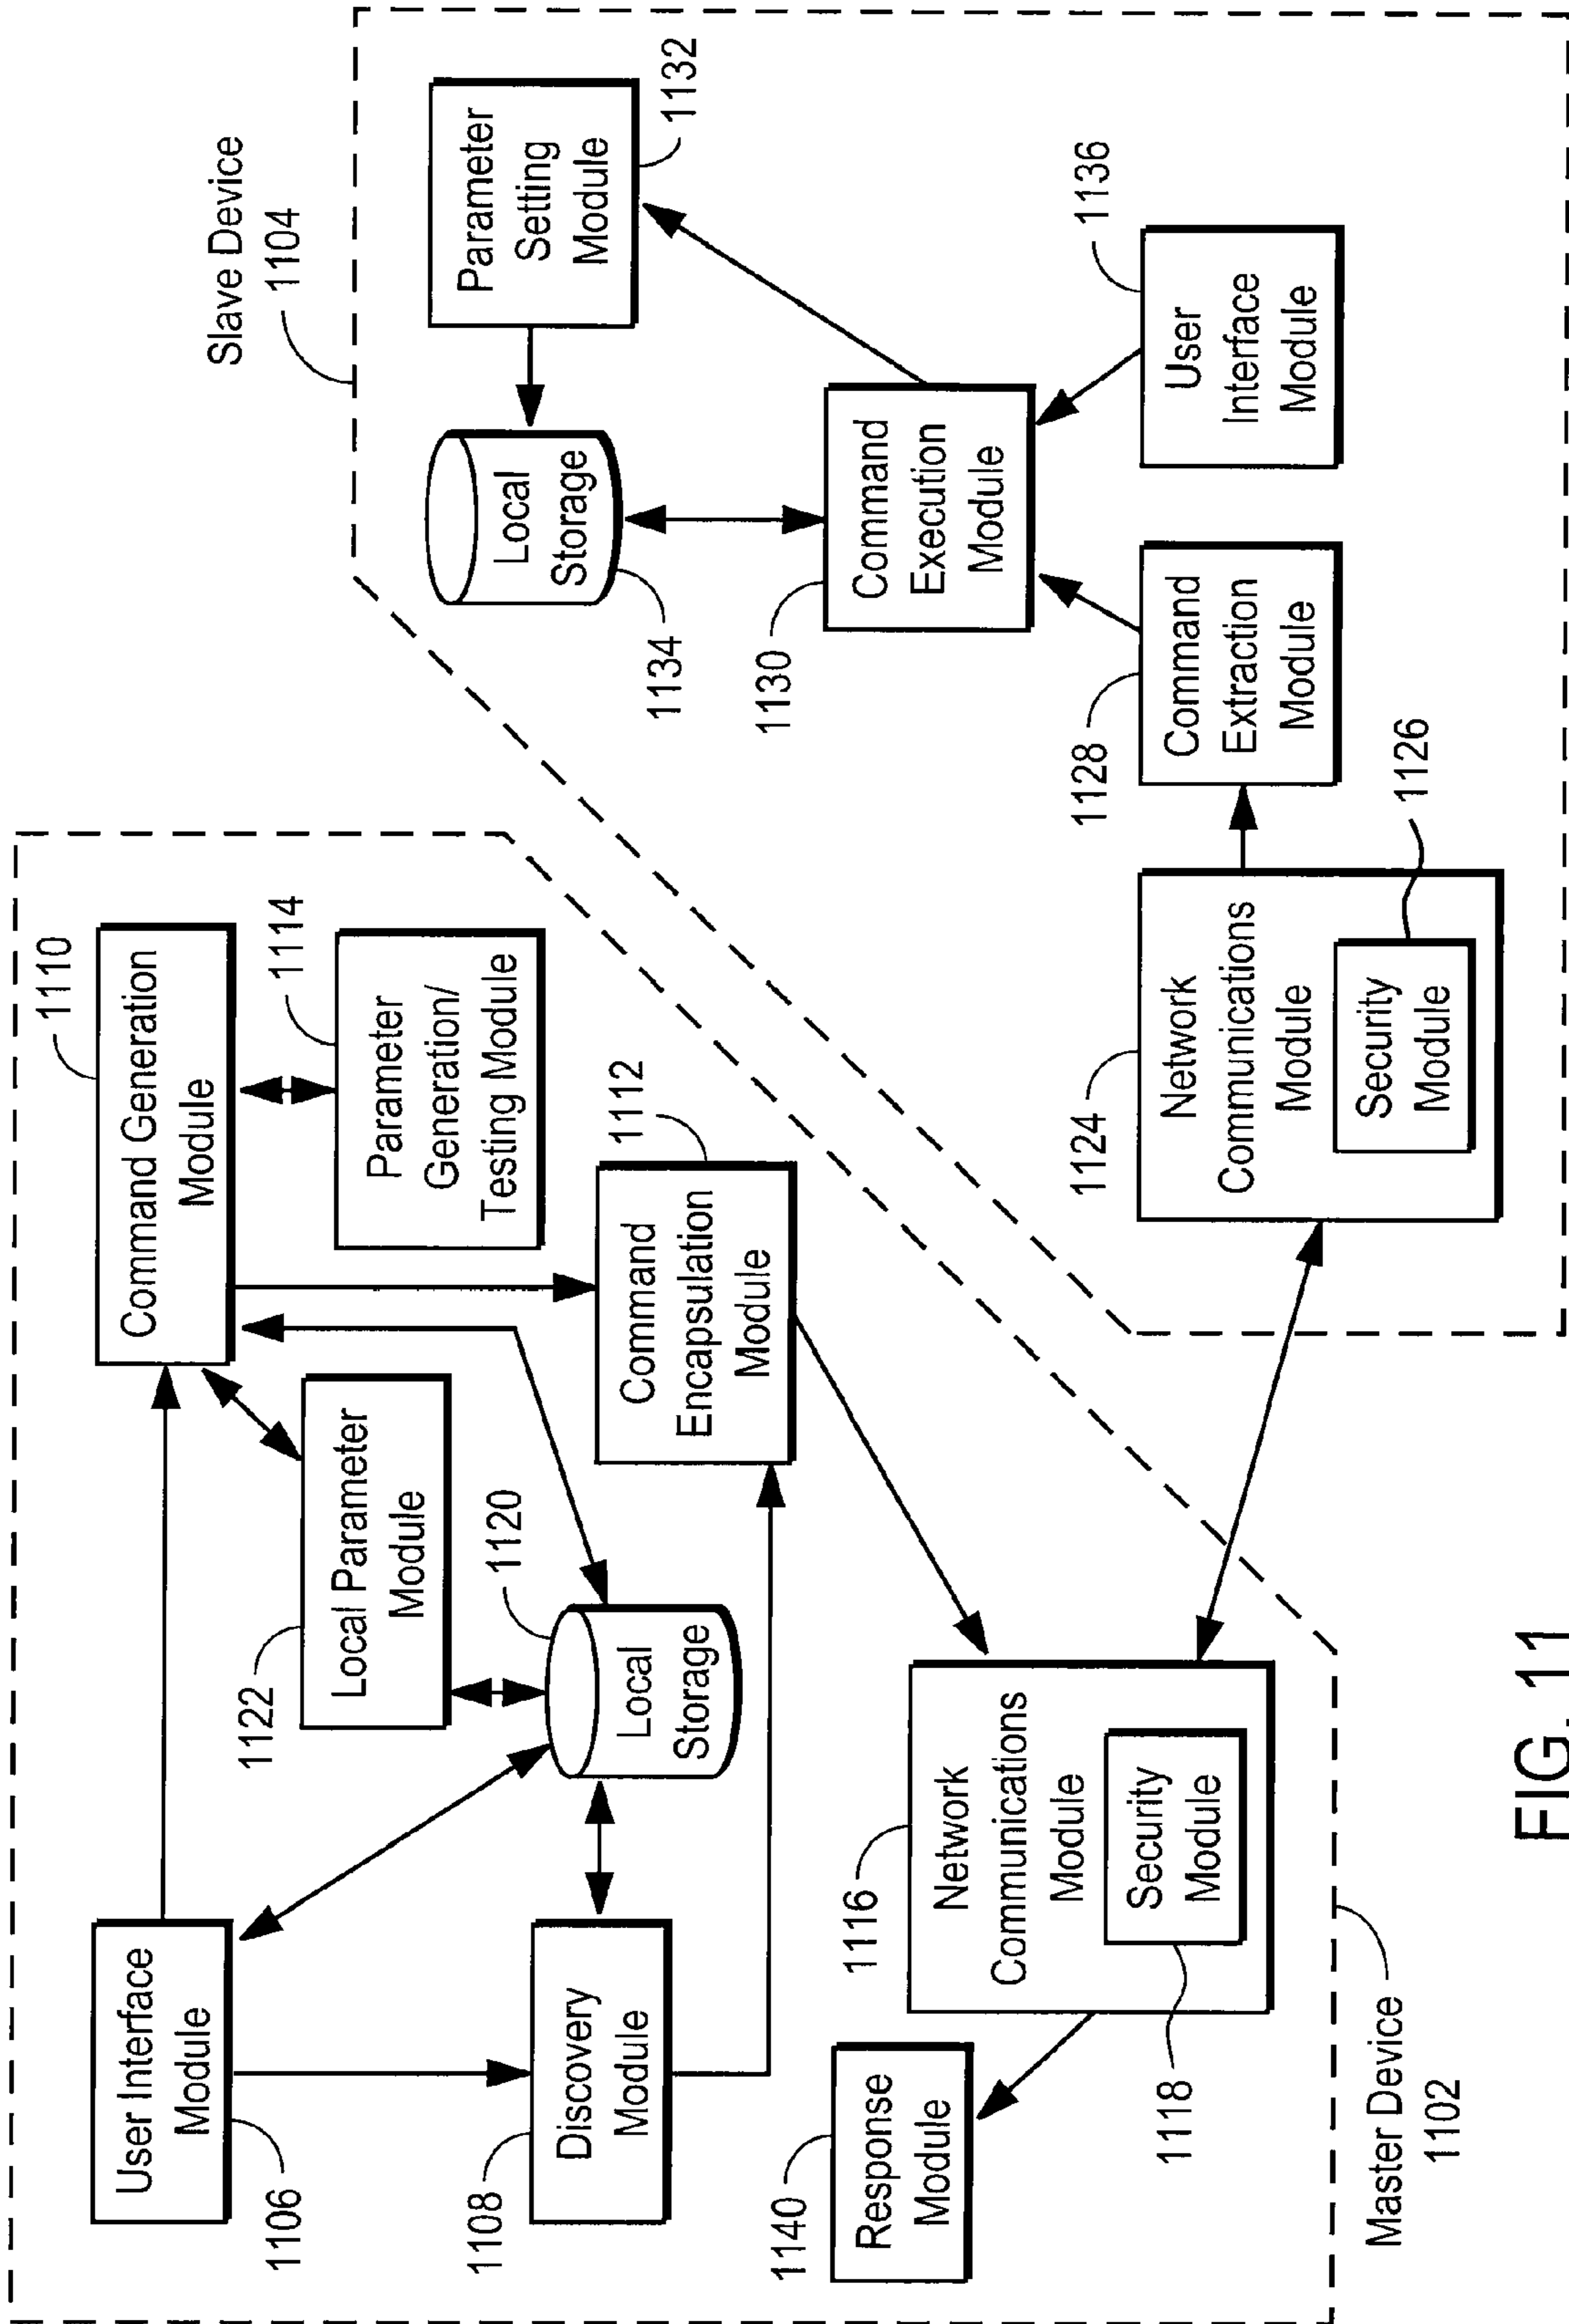 User Interface
Module
1106
Command Generation
Module
1110
1122
Local Parameter
Module
Parameter
Generation/
Testing Module
1114
1108
Discovery
Module
1120
Local
Storage
Command
Encapsulation
Module
1112
1140
Response
Module
1116
Network
Communications
Module
Security
Module
1118
Master Device
1102
Slave Device
1104
Parameter
Setting
Module
1132
Local
Storage
1134
1130
Command
Execution
Module
1128
Command
Extraction
Module
User
Interface
Module
1136
1124
Network
Communications
Module
Security
Module
1126
FIG. 11